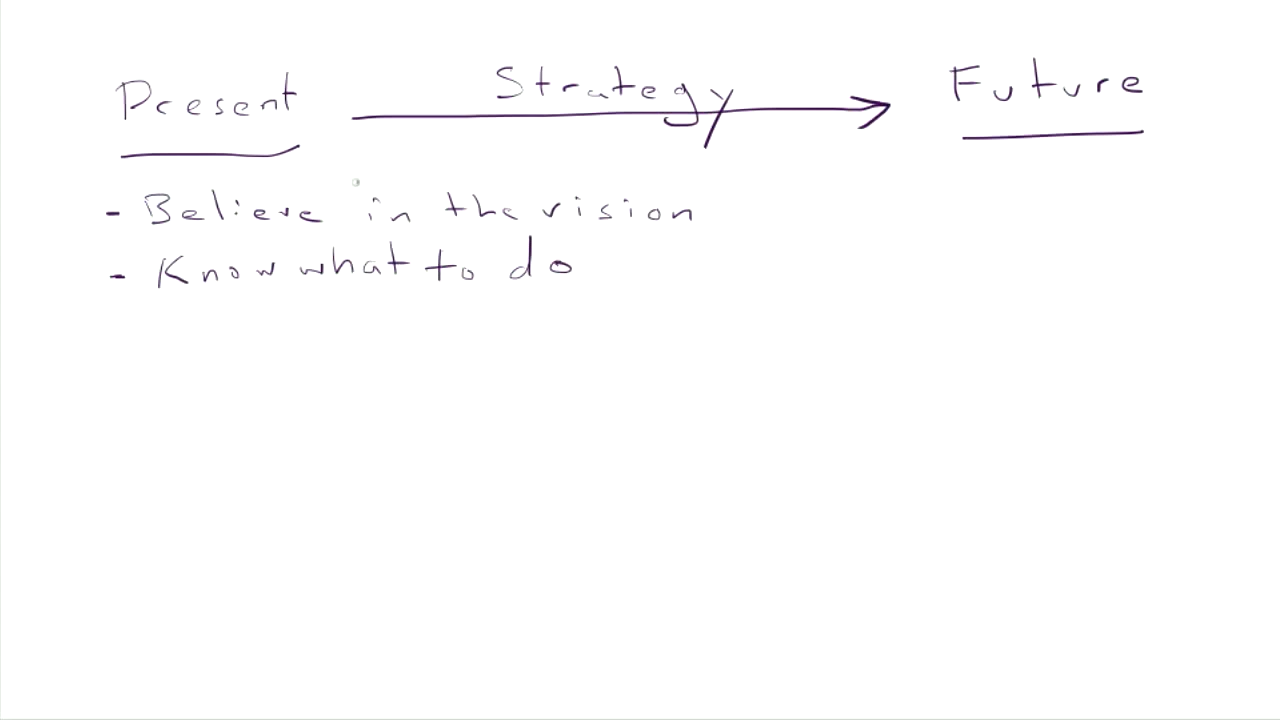 Present Strategy Future
- Believe in the vision
- Know what to do